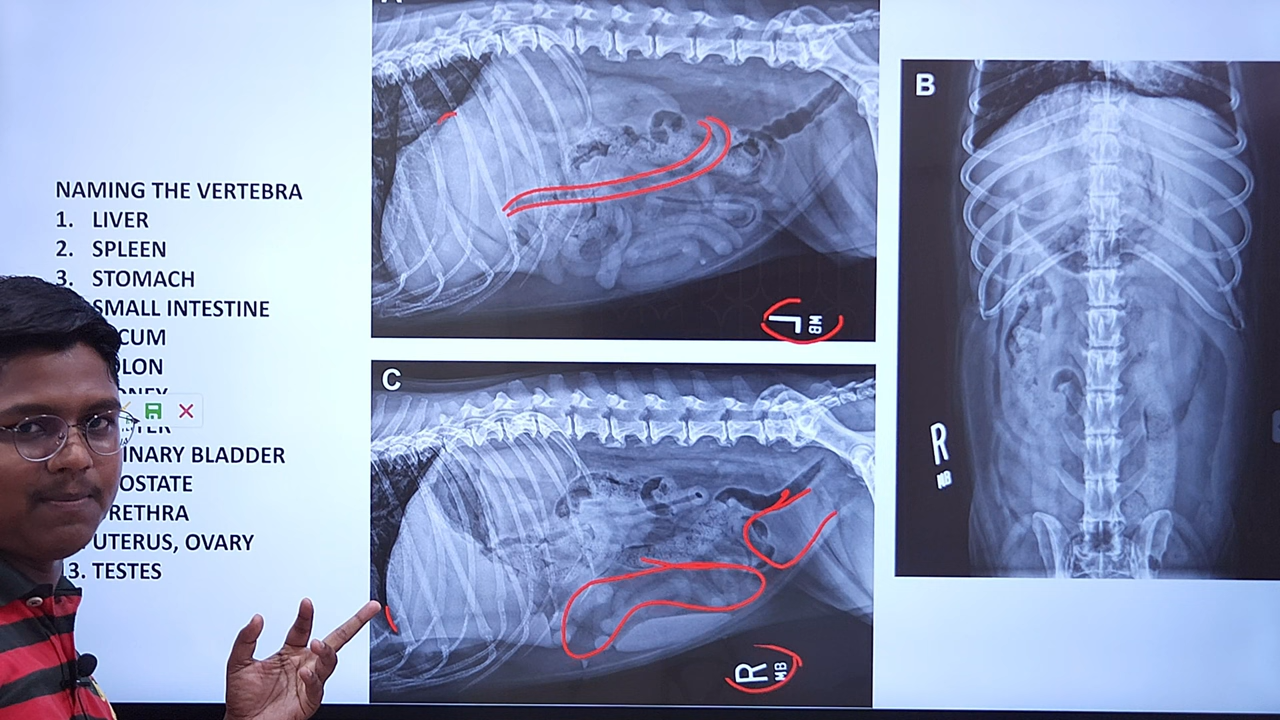 NAMING THE VERTEBRA
1. LIVER
2. SPLEEN
3. STOMACH
SMALL INTESTINE
CUM
OLON
INARY BLADDER
OSTATE
RETHRA
UTERUS, OVARY
3. TESTES
L
MB
C
R
MB
B
R
MB